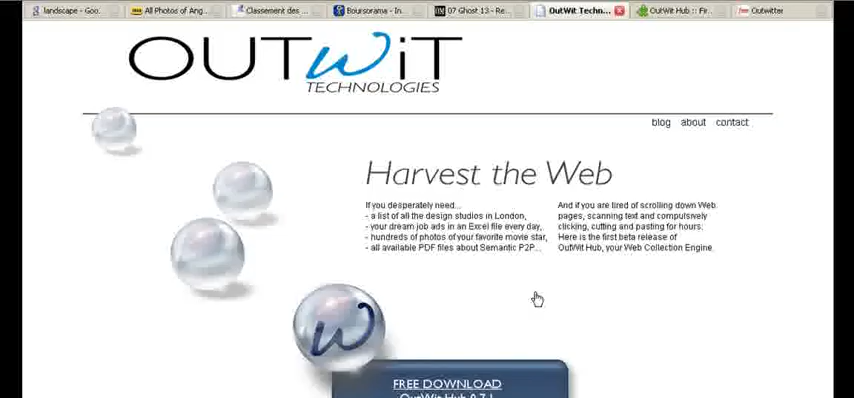 landscape - Goo...
All Photos of Ang...
Classement des ...
Boursorama - In...
07 Ghost 13 - Re...
OutWit Techn...
OutWit Hub :: Fir...
Outwitter
OUTWiT
TECHNOLOGIES
blog about contact
Harvest the Web
If you desperately need...
- a list of all the design studios in London,
- your dream job ads in an Excel file every day,
- hundreds of photos of your favorite movie star,
- all available PDF files about Semantic P2P...
And if you are tired of scrolling down Web
pages, scanning text and compulsively
clicking, cutting and pasting for hours:
Here is the first beta release of
OutWit Hub, your Web Collection Engine.
w
FREE DOWNLOAD
OutWit Hub 0.7.1